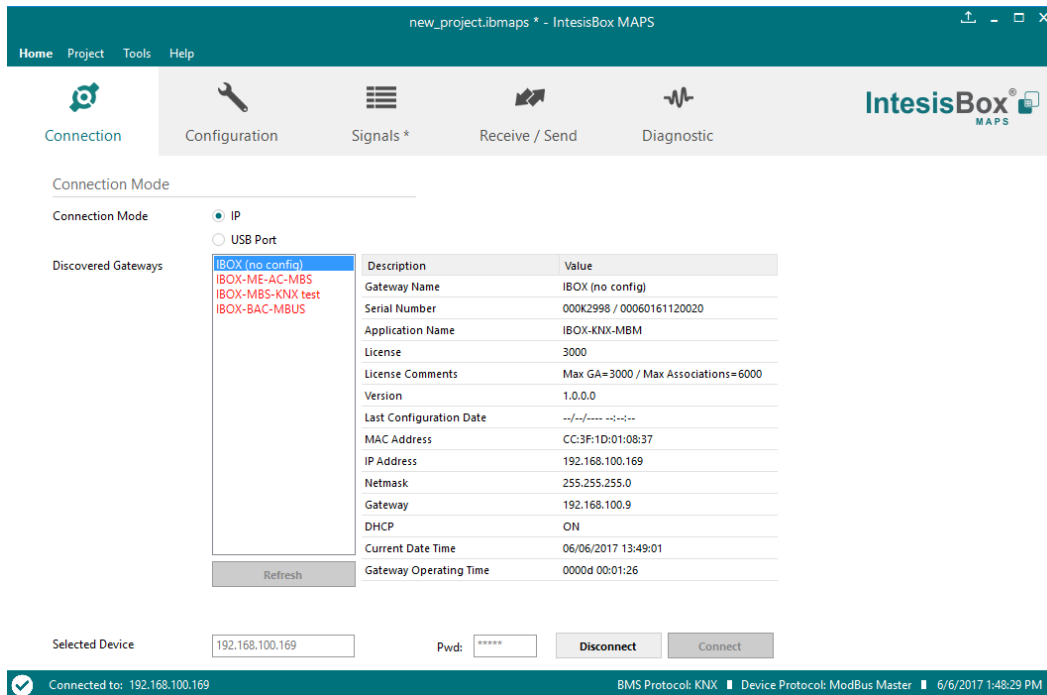 new_project.ibmaps * - IntesisBox MAPS
Home Project Tools Help
Connection Configuration Signals * Receive / Send Diagnostic
IntesisBox® MAPS
Connection Mode
Connection Mode IP
USB Port
Discovered Gateways
IBOX (no config)
IBOX-ME-AC-MBS
IBOX-MBS-KNX test
IBOX-BAC-MBUS
Refresh
Description Value
Gateway Name IBOX (no config)
Serial Number 000K2998 / 00060161120020
Application Name IBOX-KNX-MBM
License 3000
License Comments Max GA=3000 / Max Associations=6000
Version 1.0.0.0
Last Configuration Date --/--/---- --:--:--
MAC Address CC:3F:1D:01:08:37
IP Address 192.168.100.169
Netmask 255.255.255.0
Gateway 192.168.100.9
DHCP ON
Current Date Time 06/06/2017 13:49:01
Gateway Operating Time 0000d 00:01:26
Selected Device 192.168.100.169 Pwd: ***** Disconnect Connect
Connected to: 192.168.100.169 BMS Protocol: KNX Device Protocol: ModBus Master 6/6/2017 1:48:29 PM